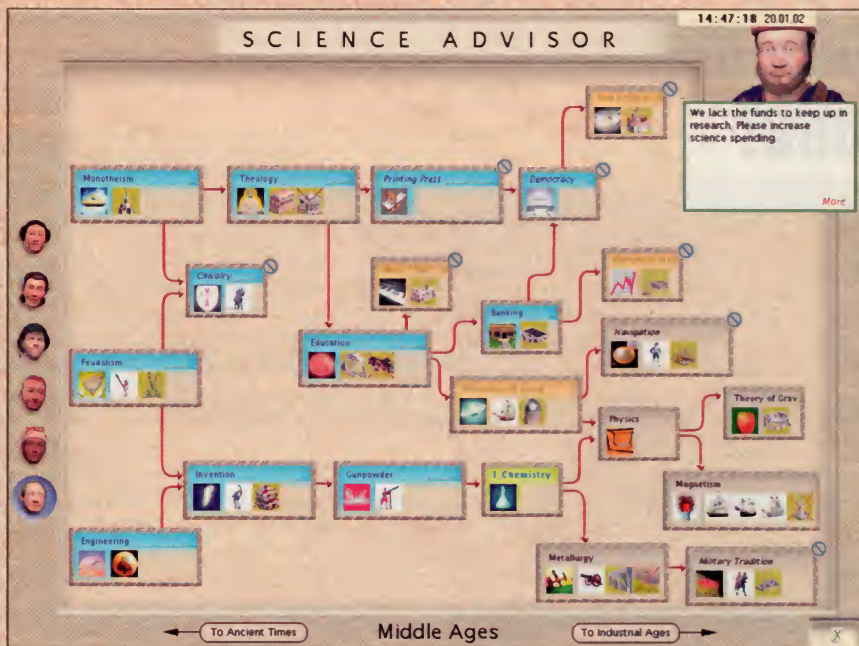 14:47:18 20.01.02
SCIENCE ADVISOR
We lack the funds to keep up in
research. Please increase
science spending.
More
Monotheism
Theology
Printing Press
Democracy
Chivalry
Banking
Education
Navigation
Feudalism
Physics
Theory of Grav
Invention
Gunpowder
1. Chemistry
Magnetism
Engineering
Metallurgy
Military Tradition
To Ancient Times
Middle Ages
To Industrial Ages
X